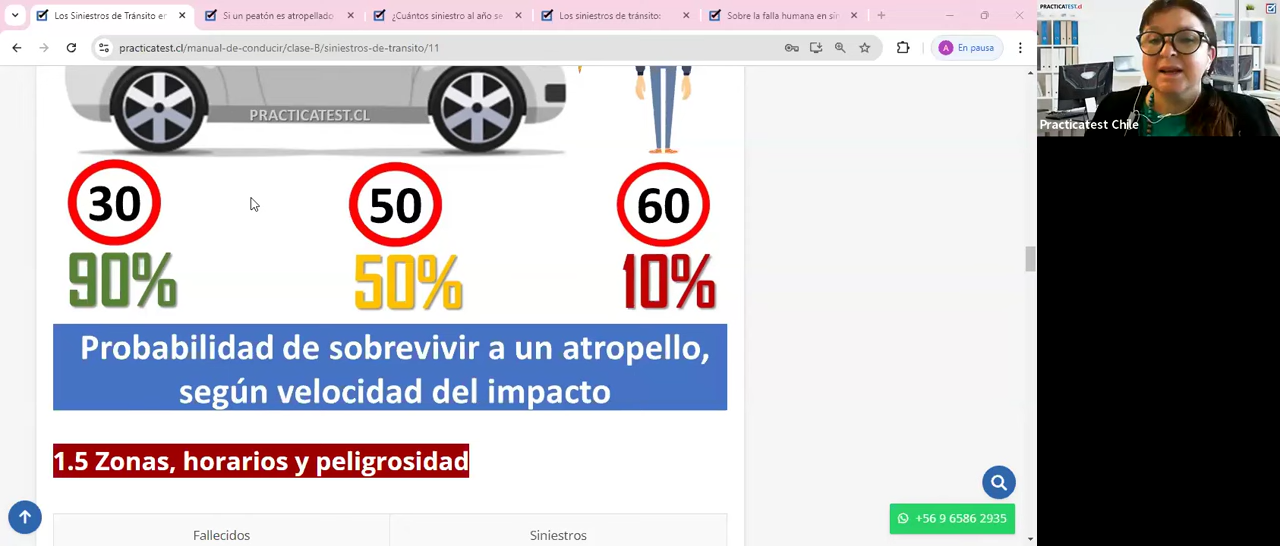 Los Siniestros de Tránsito en
Si un peatón es atropellado
¿Cuántos siniestro al año se
Los siniestros de tránsito:
Sobre la falla humana en sin
practicatest.cl/manual-de-conducir/clase-B/siniestros-de-transito/11
A
En pausa
PRACTICATEST.CL
PRACTICATEST.cl
Practicatest Chile
30
50
60
90%
50%
10%
Probabilidad de sobrevivir a un atropello,
según velocidad del impacto
1.5 Zonas, horarios y peligrosidad
Fallecidos
Siniestros
+56 9 6586 2935